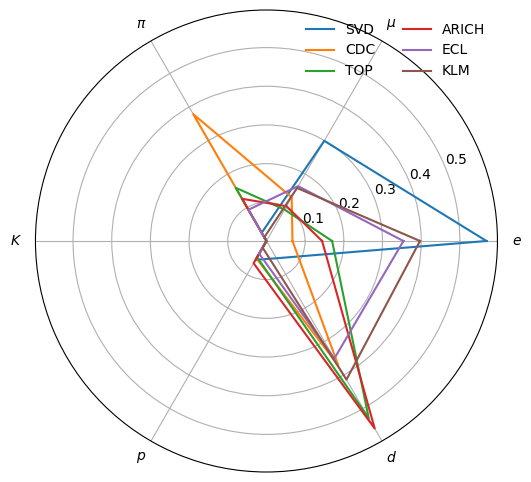 π
μ
SVD ARICH
CDC ECL
TOP KLM
0.5
0.4
0.3
0.2
0.1
K
e
p
d